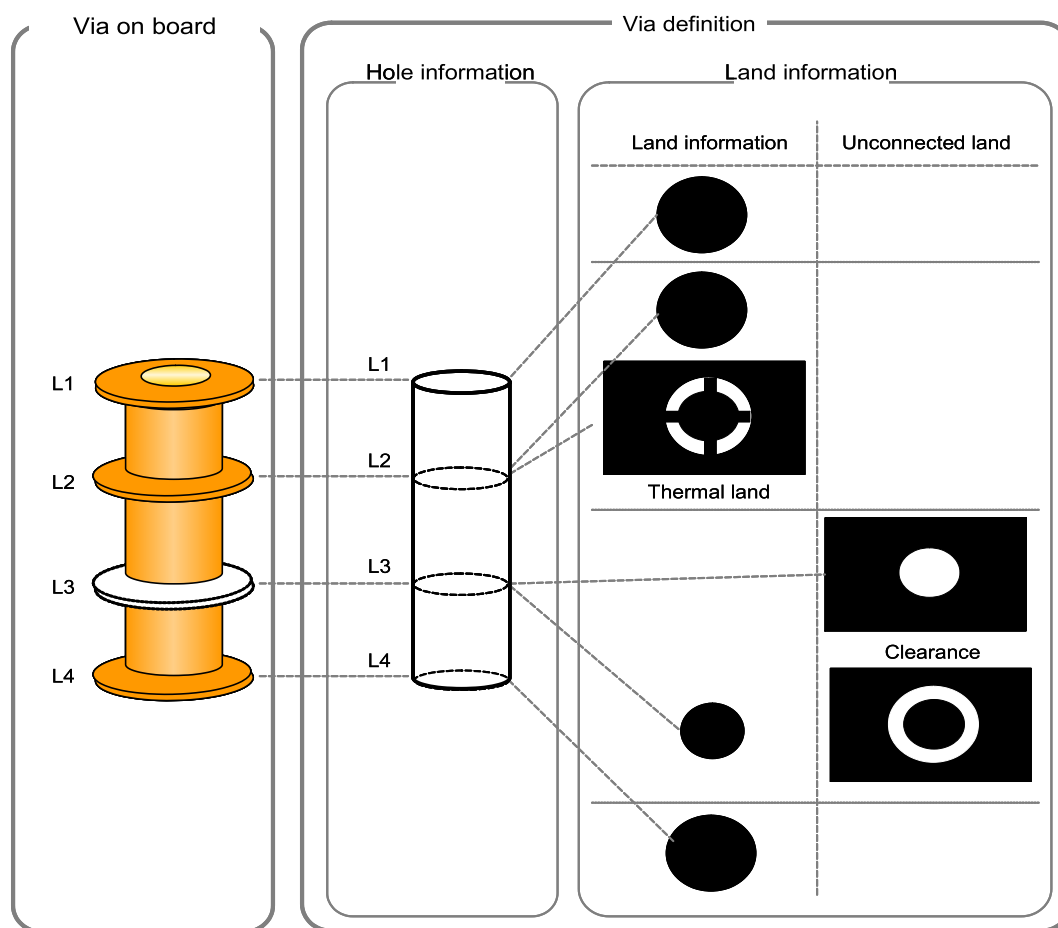 Via on board
Via definition
Hole information
Land information
Land information
Unconnected land
L1
L2
L3
L4
L1
L2
L3
L4
Thermal land
Clearance